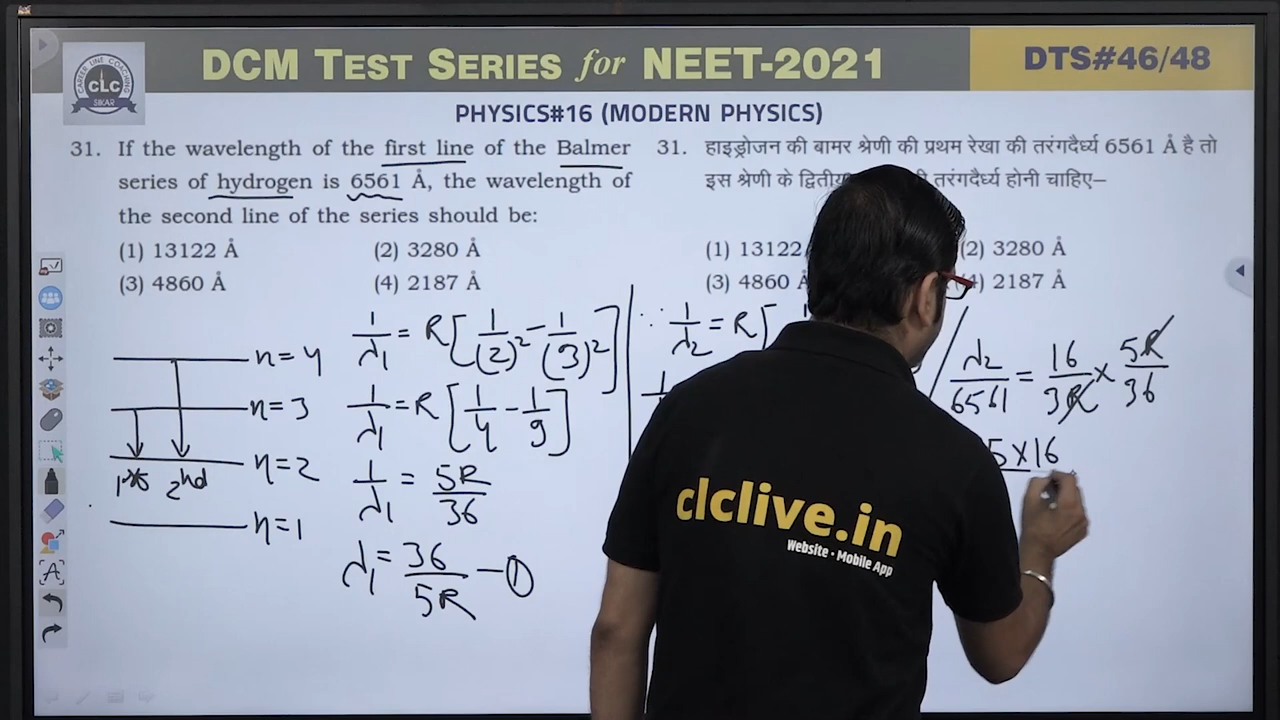 DCM TEST SERIES for NEET-2021
DTS#46/48
CAREER LINE COACHING
CLC
SIKAR
PHYSICS#16 (MODERN PHYSICS)
31. If the wavelength of the first line of the Balmer
series of hydrogen is 6561 Å, the wavelength of
the second line of the series should be:
(1) 13122 Å (2) 3280 Å
(3) 4860 Å (4) 2187 Å
31. हाइड्रोजन की बामर श्रेणी की प्रथम रेखा की तरंगदैर्ध्य 6561 Å है तो
इस श्रेणी के तरंगदैर्ध्य होनी चाहिए–
(1) 13122 (2) 3280 Å
(3) 4860 2187 Å
n=4
n=3
n=2
1st 2nd
n=1
1/λ1 = R[1/(2)² - 1/(3)²]
1/λ1 = R[1/4 - 1/9]
1/λ1 = 5R/36
λ1 = 36/5R - ①
∵ 1/λ2 = R[
λ2/6561 = 16/3R × 5R/36
5×16
clclive.in
Website · Mobile App
A